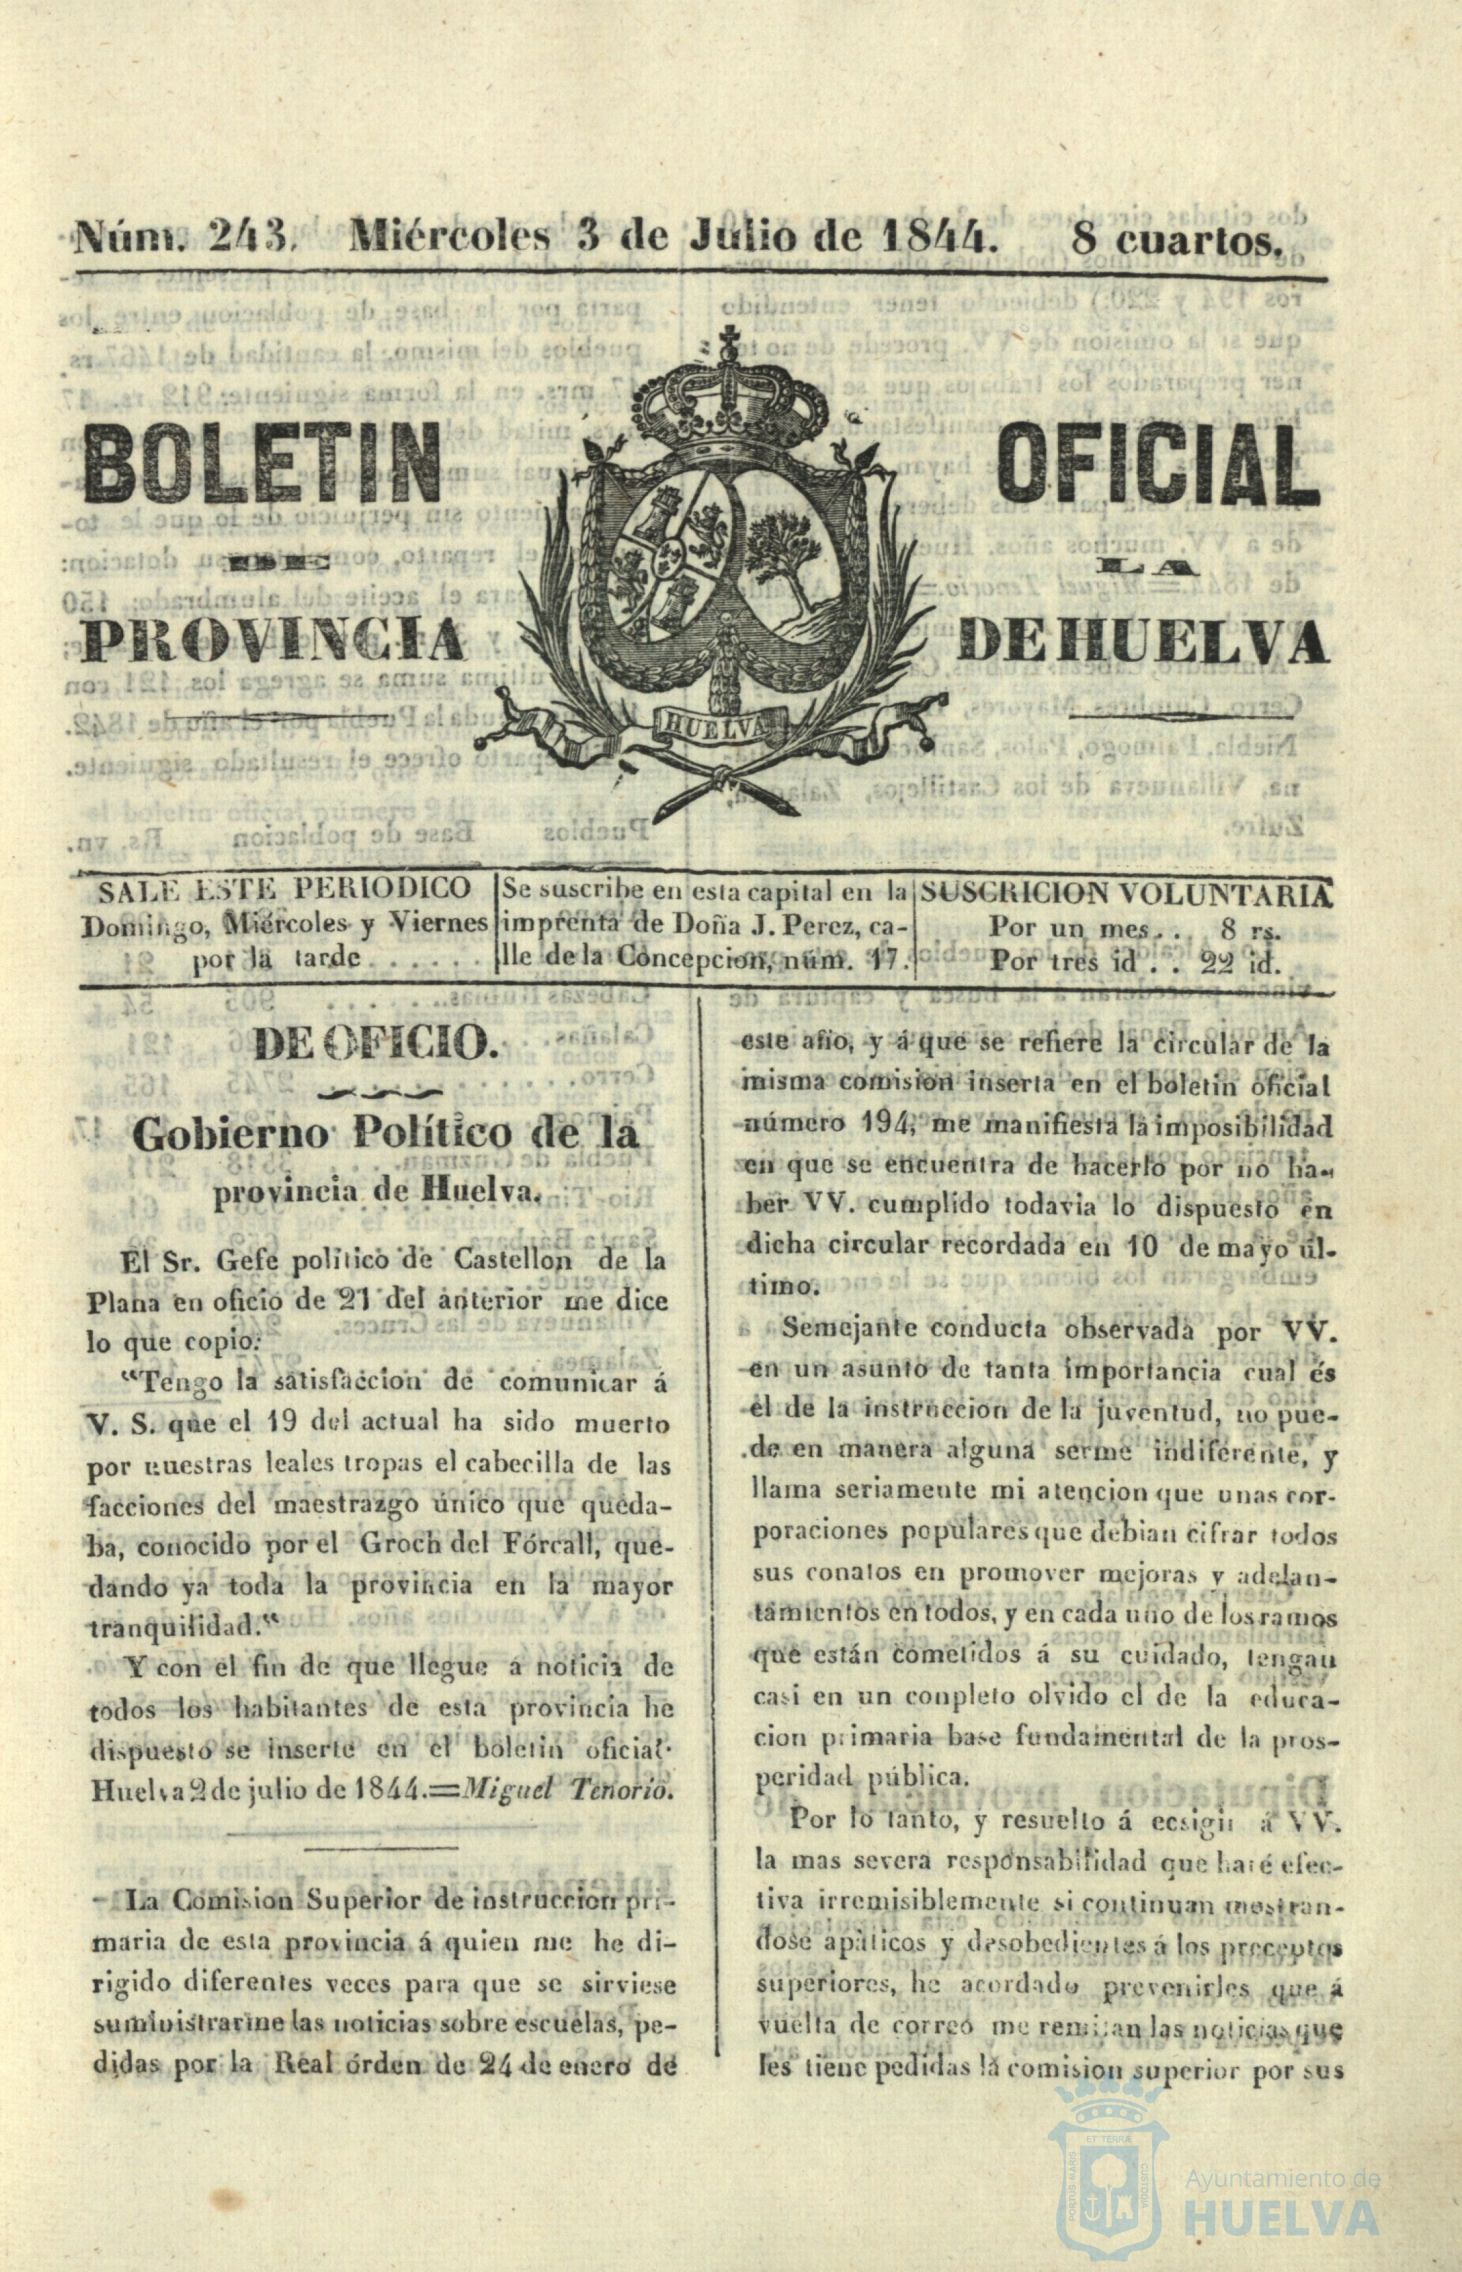 Núm. 243. Miércoles 3 de Julio de 1844. 8 cuartos.
BOLETIN OFICIAL
DE LA
PROVINCIA DE HUELVA
HUELVA
SALE ESTE PERIODICO
Domingo, Miércoles y Viernes
por la tarde . . . . . .
Se suscribe en esta capital en la
imprenta de Doña J. Perez, ca-
lle de la Concepcion, núm. 17.
SUSCRICION VOLUNTARIA
Por un mes. . 8 rs.
Por tres id . . 22 id.
DE OFICIO.
Gobierno Político de la
provincia de Huelva.
El Sr. Gefe politico de Castellon de la
Plana en oficio de 21 del anterior me dice
lo que copio:
“Tengo la satisfaccion de comunicar á
V. S. que el 19 del actual ha sido muerto
por nuestras leales tropas el cabecilla de las
facciones del maestrazgo único que queda-
ba, conocido por el Groch del Fórcall, que-
dando ya toda la provincia en la mayor
tranquilidad.“
Y con el fin de que llegue á noticia de
todos los habitantes de esta provincia he
dispuesto se inserte en el boletin oficial.
Huelva 2 de julio de 1844.=Miguel Tenorio.
La Comision Superior de instruccion pri-
maria de esta provincia á quien me he di-
rigido diferentes veces para que se sirviese
suministrarme las noticias sobre escuelas, pe-
didas por la Real órden de 24 de enero de
este año, y á que se refiere la circular de la
misma comision inserta en el boletin oficial
número 194, me manifiesta la imposibilidad
en que se encuentra de hacerlo por no ha-
ber VV. cumplido todavia lo dispuesto en
dicha circular recordada en 10 de mayo úl-
timo.
Semejante conducta observada por VV.
en un asunto de tanta importancia cual és
el de la instruccion de la juventud, no pue-
de en manera alguna serme indiferente, y
llama seriamente mi atencion que unas cor-
poraciones populares que debian cifrar todos
sus conatos en promover mejoras y adelan-
tamientos en todos, y en cada uno de los ramos
que están cometidos á su cuidado, tengan
casi en un conpleto olvido el de la educa-
cion primaria base fundamental de la pros-
peridad pública.
Por lo tanto, y resuelto á ecsigir á VV.
la mas severa responsabilidad que haré efec-
tiva irremisiblemente si continuan mostran-
dose apáticos y desobedientes á los preceptos
superiores, he acordado prevenirles que á
vuelta de correo me remitan las noticias que
les tiene pedidas la comision superior por sus
ET TERRÆ
PORTUS MARIS
CUSTODIA
Ayuntamiento de
HUELVA